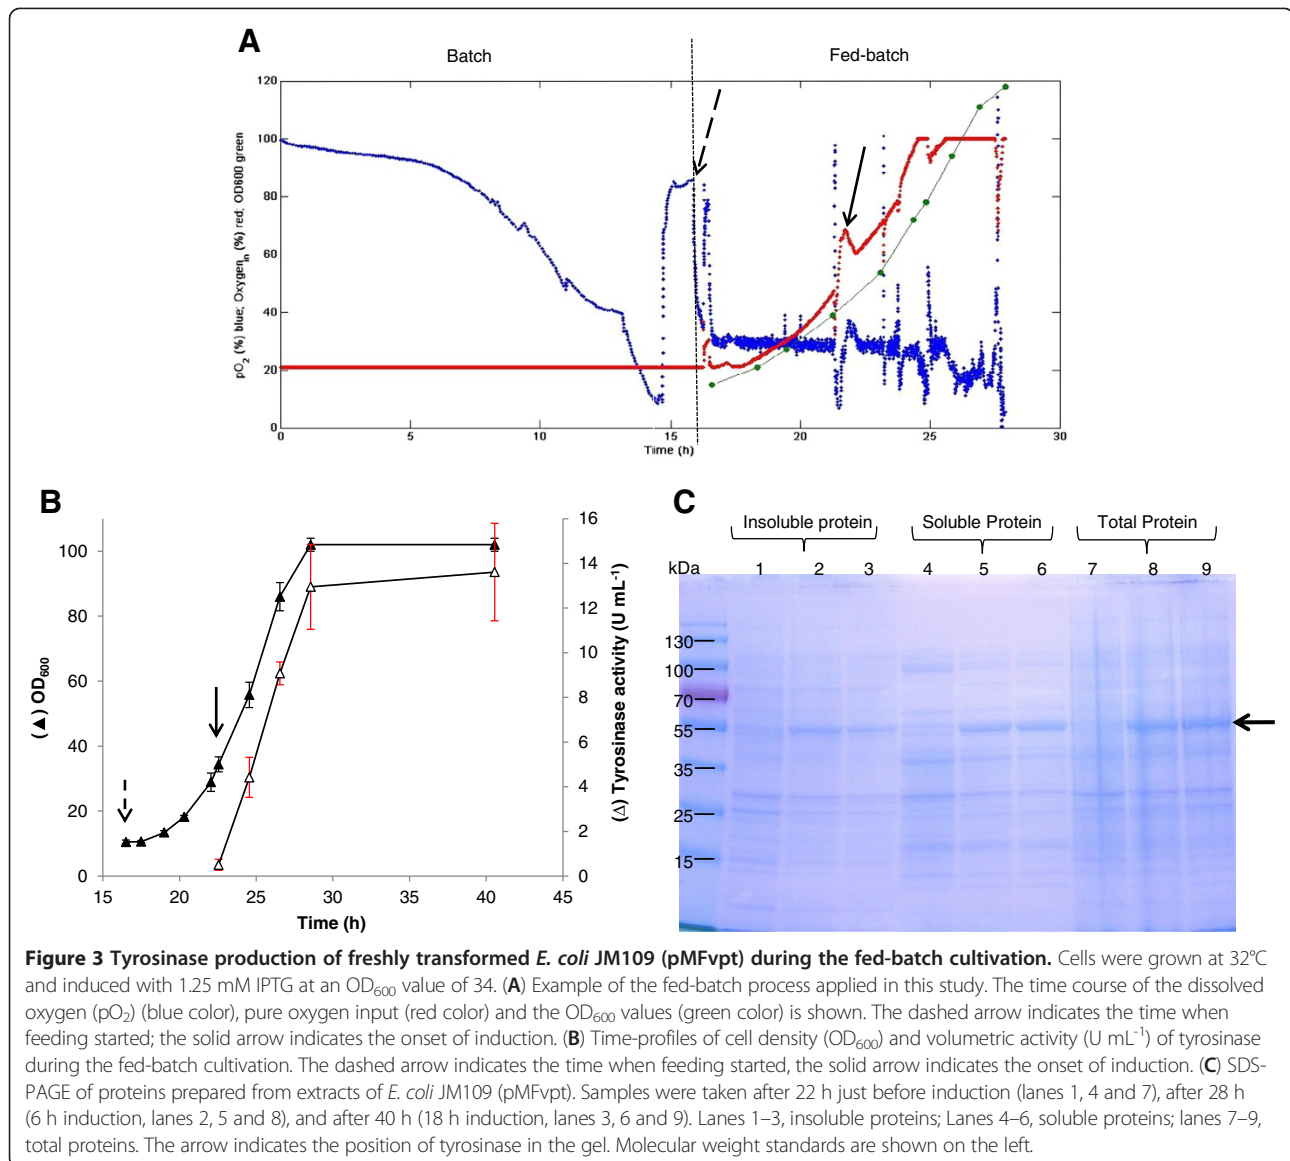 A
Batch
Fed-batch
pO2 (%) blue; Oxygen in (%) red; OD600 green
120
100
80
60
40
20
0
0 5 10 15 20 25 30
Time (h)
B
(▲) OD600
100
80
60
40
20
0
16
14
12
10
8
6
4
2
0
(Δ) Tyrosinase activity (U mL⁻¹)
15 20 25 30 35 40 45
Time (h)
C
Insoluble protein Soluble Protein Total Protein
kDa 1 2 3 4 5 6 7 8 9
130
100
70
55
35
25
15
Figure 3 Tyrosinase production of freshly transformed E. coli JM109 (pMFvpt) during the fed-batch cultivation. Cells were grown at 32°C
and induced with 1.25 mM IPTG at an OD600 value of 34. (A) Example of the fed-batch process applied in this study. The time course of the dissolved
oxygen (pO2) (blue color), pure oxygen input (red color) and the OD600 values (green color) is shown. The dashed arrow indicates the time when
feeding started; the solid arrow indicates the onset of induction. (B) Time-profiles of cell density (OD600) and volumetric activity (U mL⁻¹) of tyrosinase
during the fed-batch cultivation. The dashed arrow indicates the time when feeding started, the solid arrow indicates the onset of induction. (C) SDS-
PAGE of proteins prepared from extracts of E. coli JM109 (pMFvpt). Samples were taken after 22 h just before induction (lanes 1, 4 and 7), after 28 h
(6 h induction, lanes 2, 5 and 8), and after 40 h (18 h induction, lanes 3, 6 and 9). Lanes 1–3, insoluble proteins; Lanes 4–6, soluble proteins; lanes 7–9,
total proteins. The arrow indicates the position of tyrosinase in the gel. Molecular weight standards are shown on the left.